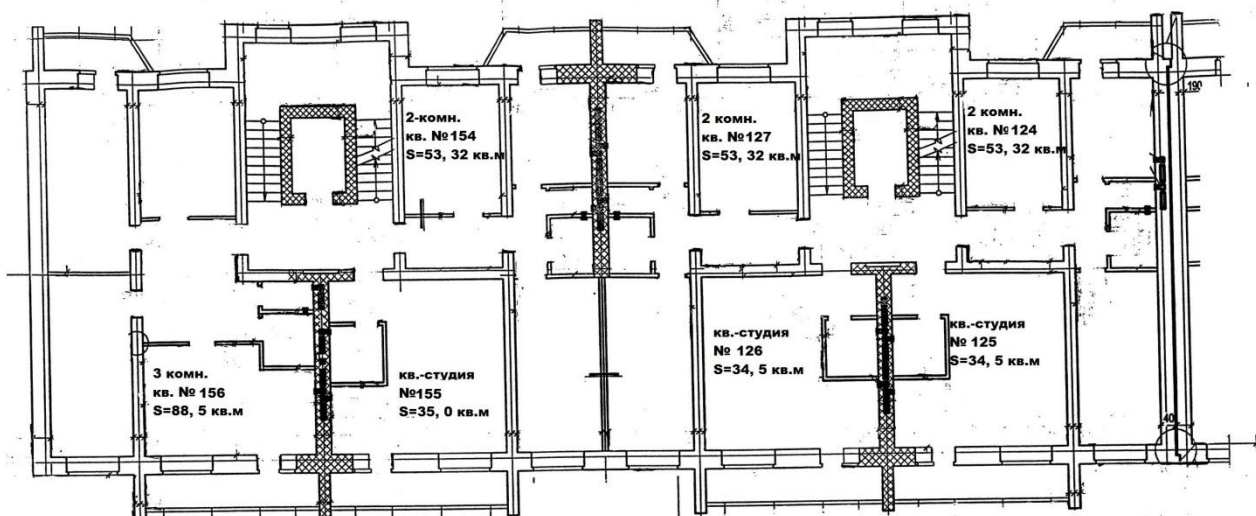 2-комн.
кв. №154
S=53, 32 кв.м
2 комн.
кв. №127
S=53, 32 кв.м
2 комн.
кв. №124
S=53, 32 кв.м
190
3 комн.
кв. № 156
S=88, 5 кв.м
кв.-студия
№155
S=35, 0 кв.м
кв.-студия
№ 126
S=34, 5 кв.м
кв.-студия
№ 125
S=34, 5 кв.м
40